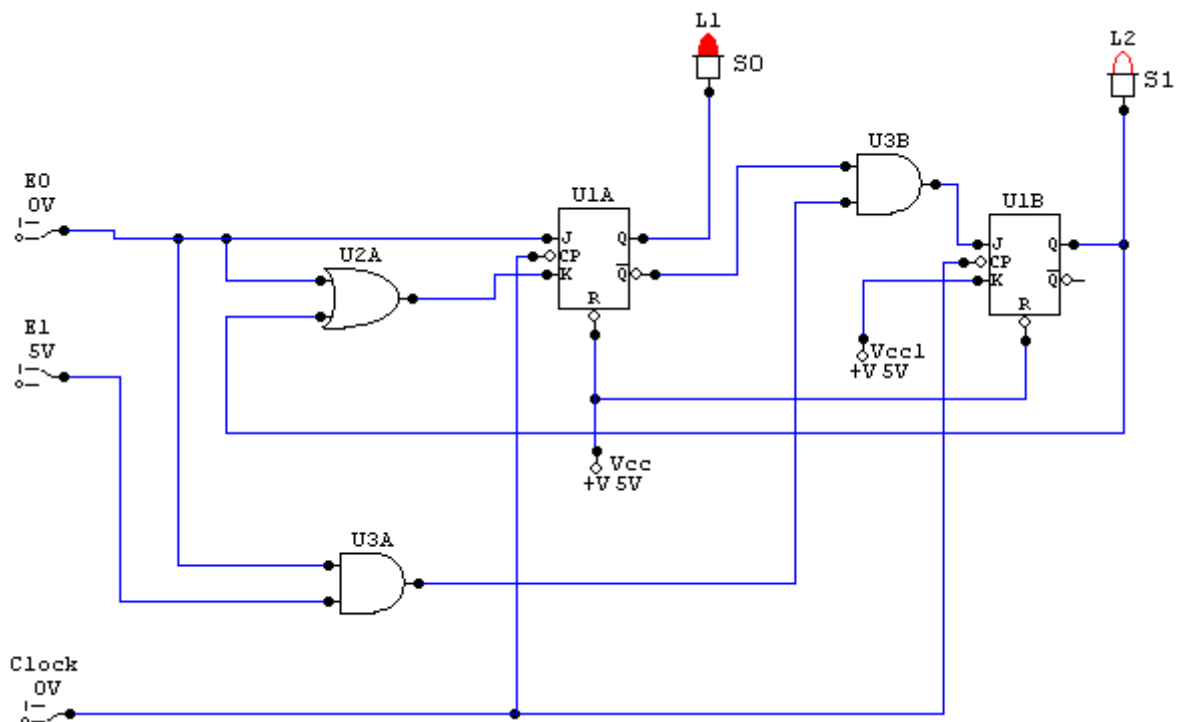 L1
S0
L2
S1
U3B
E0
0V
U1A
U1B
J
Q
CP
K
Q
R
J
Q
CP
K
Q
R
U2A
E1
5V
Vcc1
+V 5V
Vcc
+V 5V
U3A
Clock
0V